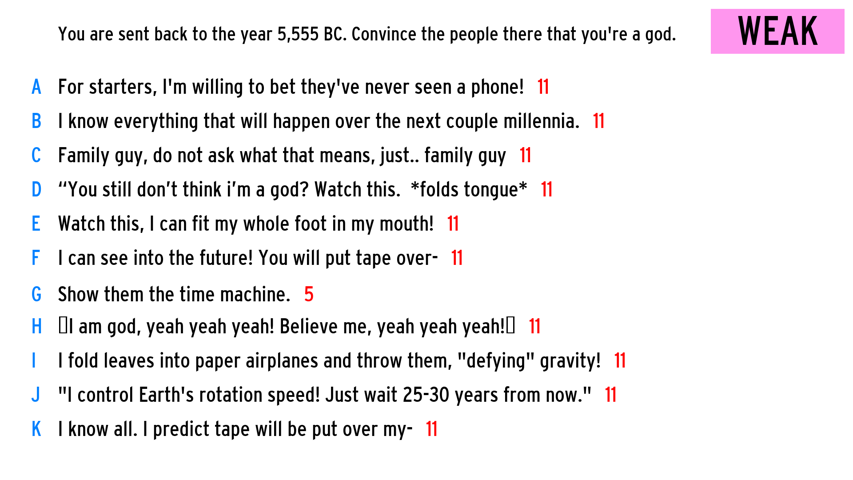 You are sent back to the year 5,555 BC. Convince the people there that you're a god.
WEAK
A For starters, I'm willing to bet they've never seen a phone! 11
B I know everything that will happen over the next couple millennia. 11
C Family guy, do not ask what that means, just.. family guy 11
D “You still don’t think i’m a god? Watch this. *folds tongue* 11
E Watch this, I can fit my whole foot in my mouth! 11
F I can see into the future! You will put tape over- 11
G Show them the time machine. 5
H ▯I am god, yeah yeah yeah! Believe me, yeah yeah yeah!▯ 11
I I fold leaves into paper airplanes and throw them, "defying" gravity! 11
J "I control Earth's rotation speed! Just wait 25-30 years from now." 11
K I know all. I predict tape will be put over my- 11